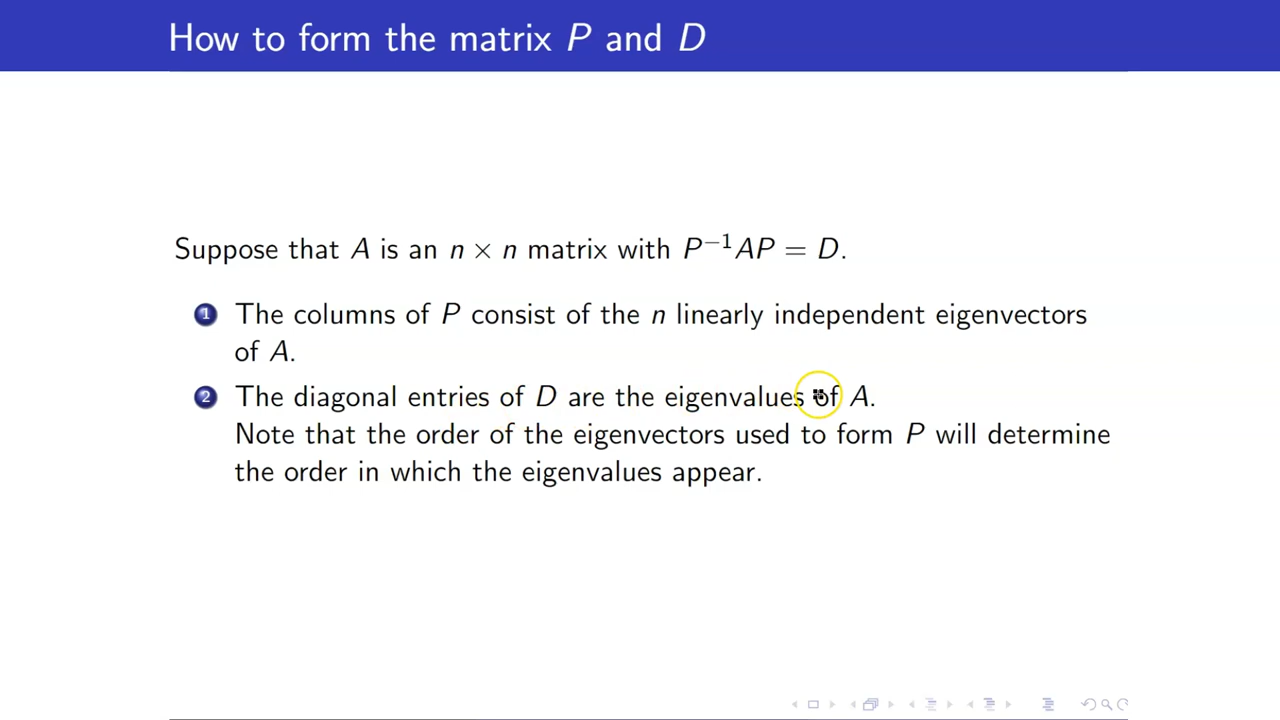 How to form the matrix P and D
Suppose that A is an n × n matrix with P⁻¹AP = D.
1 The columns of P consist of the n linearly independent eigenvectors
of A.
2 The diagonal entries of D are the eigenvalues of A.
Note that the order of the eigenvectors used to form P will determine
the order in which the eigenvalues appear.